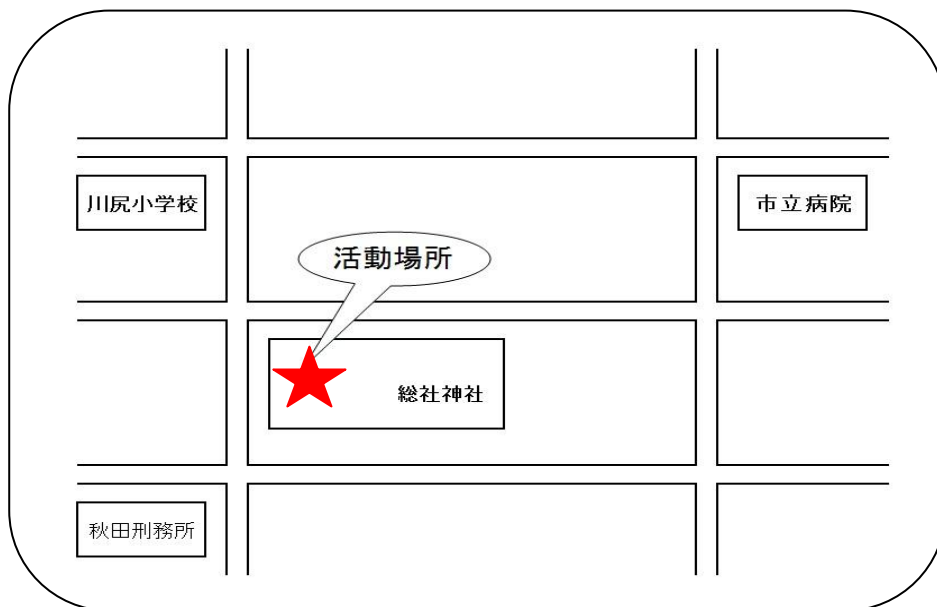 川尻小学校
市立病院
活動場所
総社神社
秋田刑務所